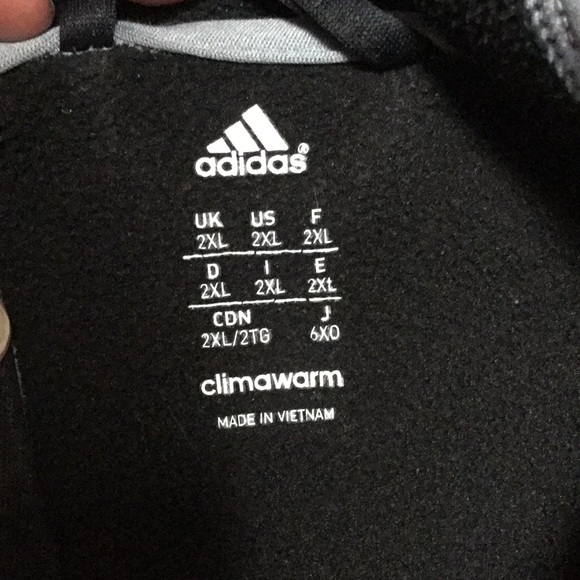 adidas®
UK US F
2XL 2XL 2XL
D I E
2XL 2XL 2XL
CDN J
2XL/2TG 6XO
climawarm
MADE IN VIETNAM